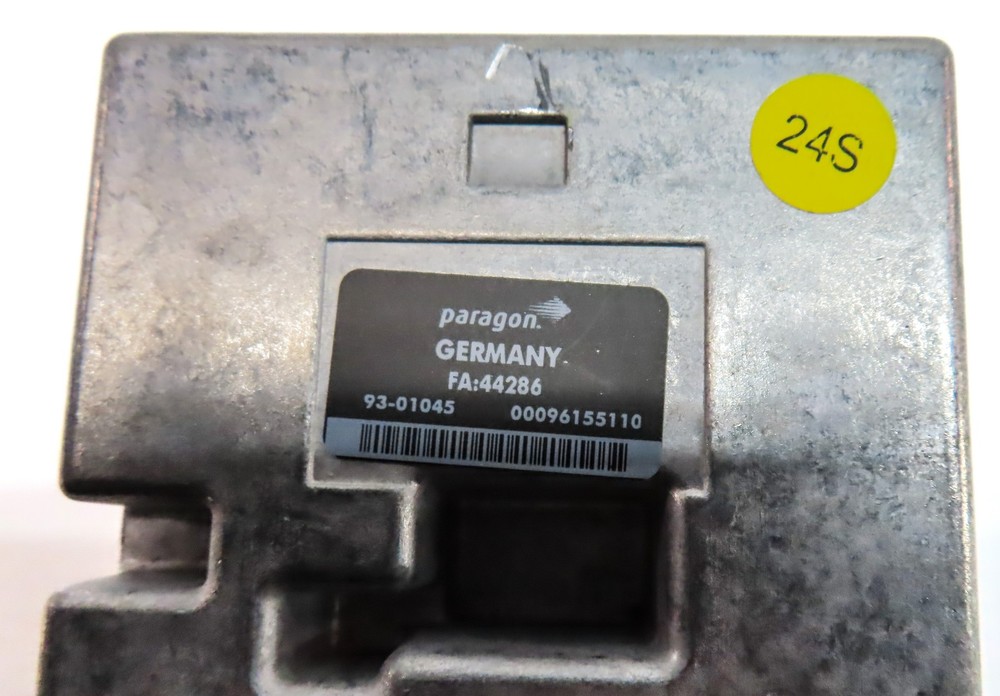 24S
paragon
GERMANY
FA:44286
93-01045 00096155110